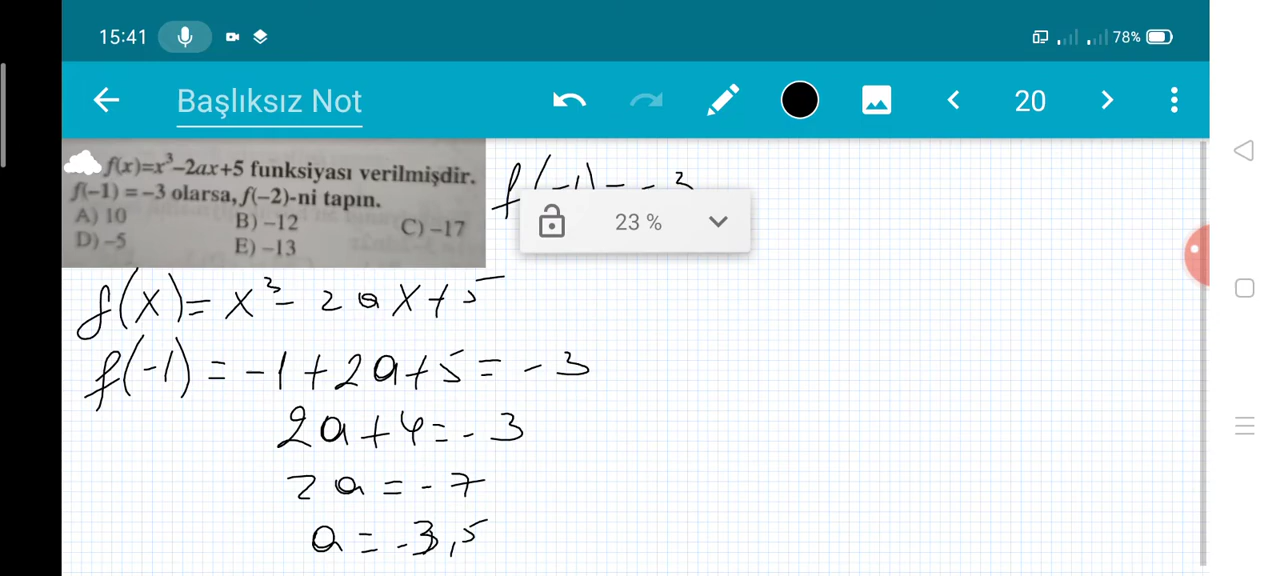 15:41
78%
Başlıksız Not
20
f(x)=x³–2ax+5 funksiyası verilmişdir.
f(–1) = –3 olarsa, f(–2)-ni tapın.
A) 10 B) –12 C) –17
D) –5 E) –13
f(-1) = -3
23 %
f(x) = x³ - 2ax + 5
f(-1) = -1 + 2a + 5 = -3
2a + 4 = -3
2a = -7
a = -3,5